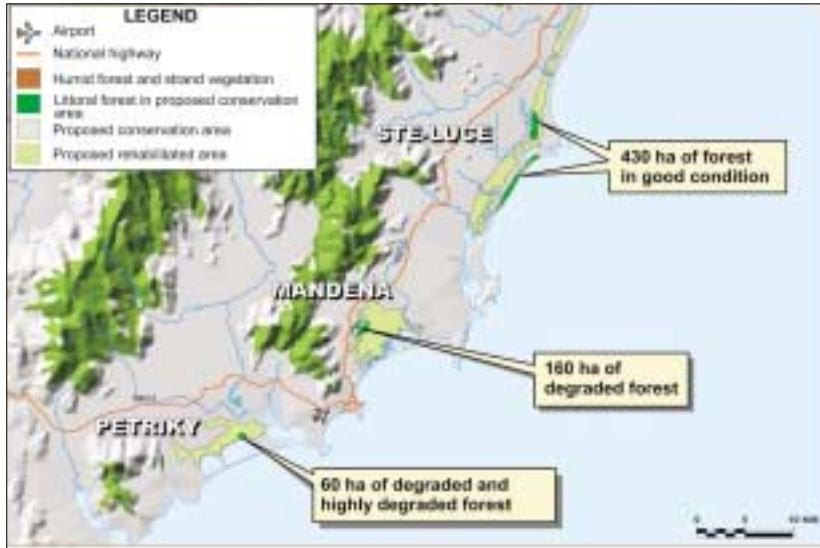 LEGEND
Airport
National highway
Humid forest and strand vegetation
Littoral forest in proposed conservation
area
Proposed conservation area
Proposed rehabilitated area
STE-LUCE
430 ha of forest
in good condition
MANDENA
160 ha of
degraded forest
PETRIKY
60 ha of degraded and
highly degraded forest